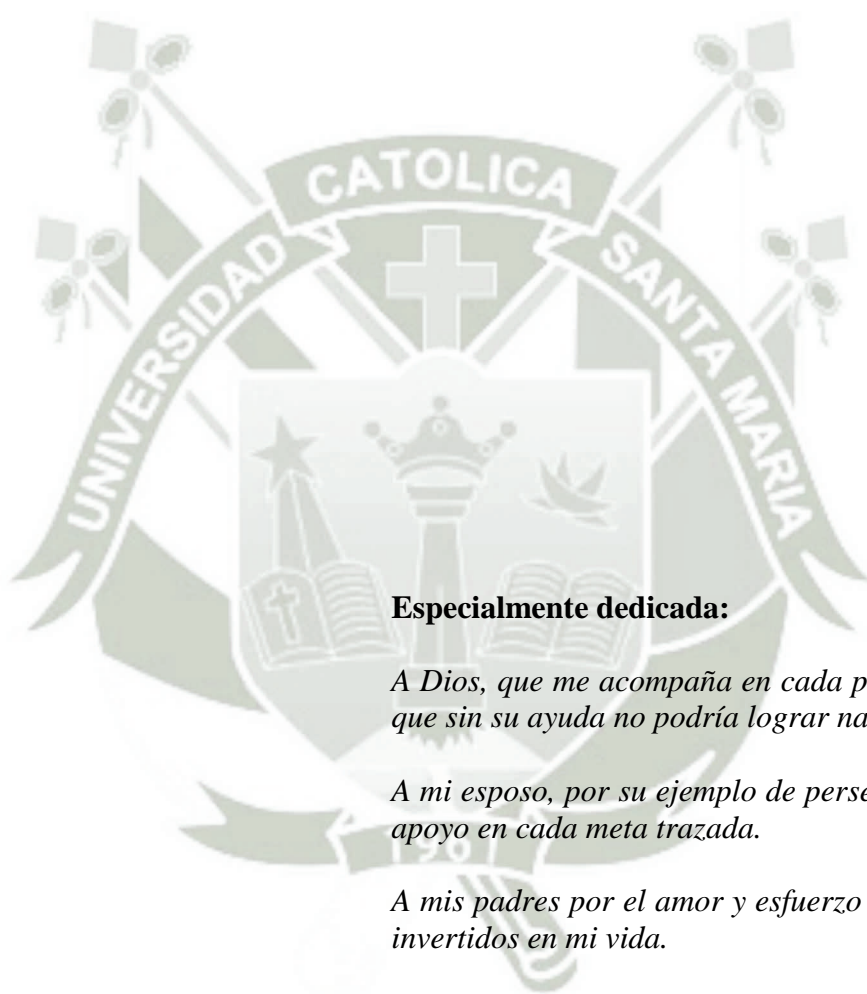 UNIVERSIDAD CATOLICA SANTA MARIA
Especialmente dedicada:
A Dios, que me acompaña en cada
que sin su ayuda no podría lograr
A mi esposo, por su ejemplo de
apoyo en cada meta trazada.
A mis padres por el amor y esfuerzo
invertidos en mi vida.
196